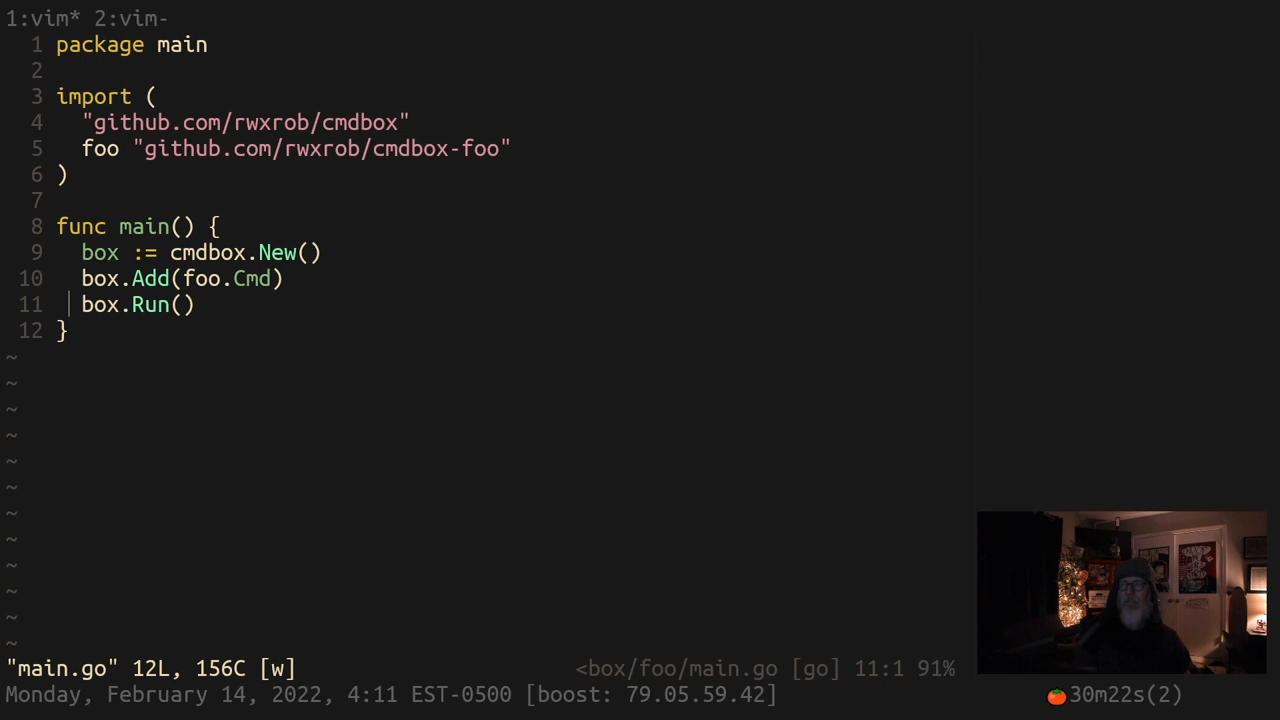 1:vim* 2:vim-
1 package main
2
3 import (
4 "github.com/rwxrob/cmdbox"
5 foo "github.com/rwxrob/cmdbox-foo"
6 )
7
8 func main() {
9 box := cmdbox.New()
10 box.Add(foo.Cmd)
11 box.Run()
12 }
~
~
~
~
~
~
~
~
~
~
~
~
"main.go" 12L, 156C [w] <box/foo/main.go [go] 11:1 91%
Monday, February 14, 2022, 4:11 EST-0500 [boost: 79.05.59.42] 🍅30m22s(2)